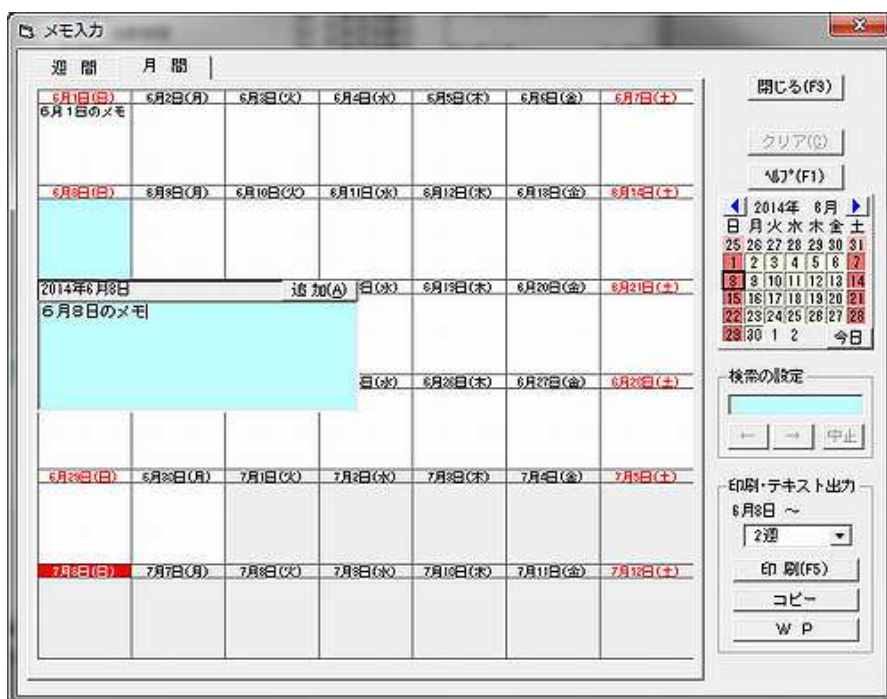 メモ入力
週 間
月 間
6月1日(日) 6月2日(月) 6月3日(火) 6月4日(水) 6月5日(木) 6月6日(金) 6月7日(土)
6月1日のメモ
6月8日(日) 6月9日(月) 6月10日(火) 6月11日(水) 6月12日(木) 6月13日(金) 6月14日(土)
2014年6月8日 追 加(A) 日(水) 6月19日(木) 6月20日(金) 6月21日(土)
6月8日のメモ
日(水) 6月26日(木) 6月27日(金) 6月28日(土)
6月29日(日) 6月30日(月) 7月1日(火) 7月2日(水) 7月3日(木) 7月4日(金) 7月5日(土)
7月6日(日) 7月7日(月) 7月8日(火) 7月9日(水) 7月10日(木) 7月11日(金) 7月12日(土)
閉じる(F3)
クリア(C)
ヘルプ(F1)
2014年 6月
日 月 火 水 木 金 土
25 26 27 28 29 30 31
1 2 3 4 5 6 7
8 9 10 11 12 13 14
15 16 17 18 19 20 21
22 23 24 25 26 27 28
29 30 1 2 今日
検索の設定
← → 中止
印刷・テキスト出力
6月8日 ～
2週
印 刷(F5)
コピー
W P